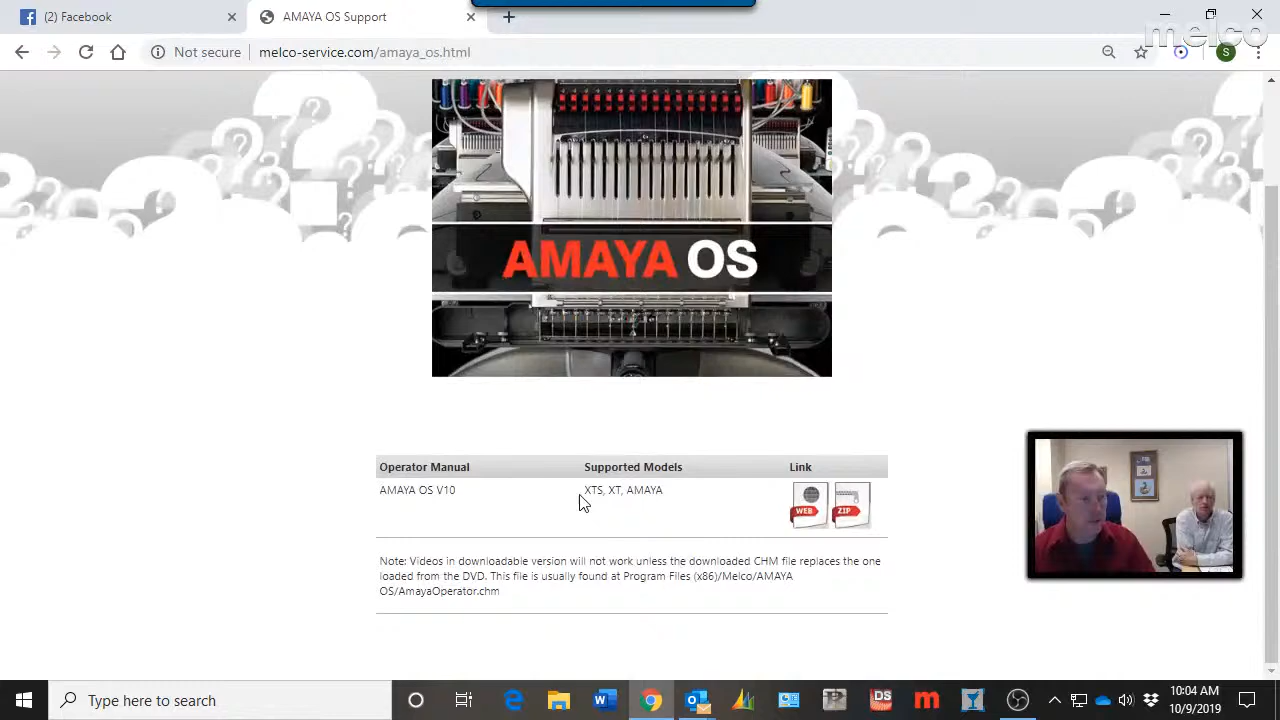 (2) Facebook
AMAYA OS Support
melco
Not secure
melco-service.com/amaya_os.html
S
AMAYA OS
Operator Manual Supported Models Link
AMAYA OS V10 XTS, XT, AMAYA WEB ZIP
Note: Videos in downloadable version will not work unless the downloaded CHM file replaces the one
loaded from the DVD. This file is usually found at Program Files (x86)/Melco/AMAYA
OS/AmayaOperator.chm
Type here to search
DS
m
10:04 AM
10/9/2019